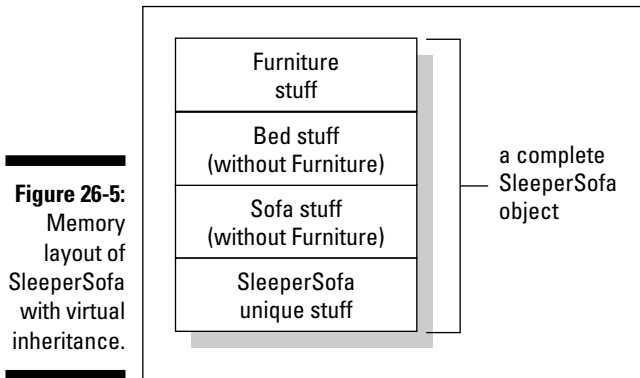 Figure 26-5:
Memory
layout of
SleeperSofa
with virtual
inheritance.
Furniture
stuff
Bed stuff
(without Furniture)
Sofa stuff
(without Furniture)
SleeperSofa
unique stuff
a complete
SleeperSofa
object